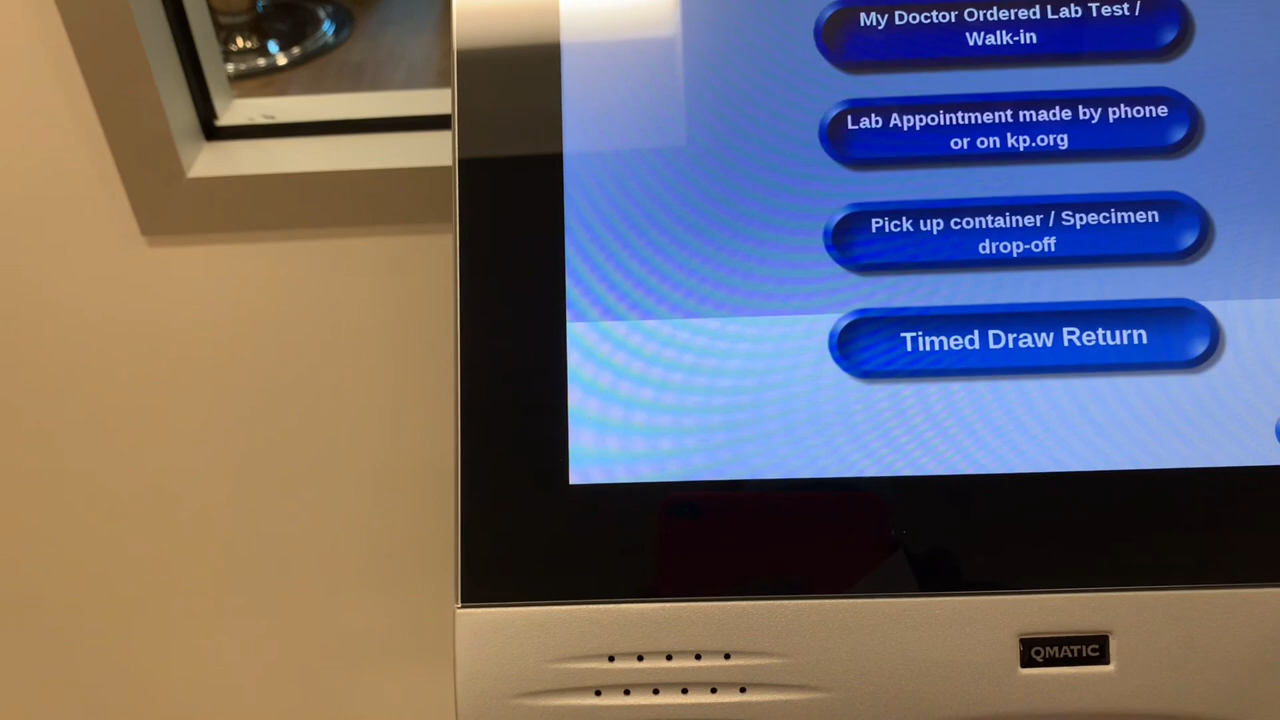 My Doctor Ordered Lab Test /
Walk-in
Lab Appointment made by phone
or on kp.org
Pick up container / Specimen
drop-off
Timed Draw Return
QMATIC